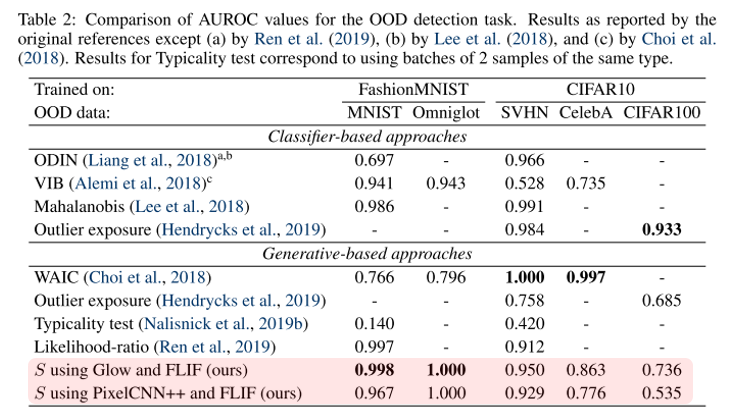 Table 2: Comparison of AUROC values for the OOD detection task. Results as reported by the
original references except (a) by Ren et al. (2019), (b) by Lee et al. (2018), and (c) by Choi et al.
(2018). Results for Typicality test correspond to using batches of 2 samples of the same type.
Trained on: FashionMNIST CIFAR10
OOD data: MNIST Omniglot SVHN CelebA CIFAR100
Classifier-based approaches
ODIN (Liang et al., 2018)a,b 0.697 - 0.966 - -
VIB (Alemi et al., 2018)c 0.941 0.943 0.528 0.735 -
Mahalanobis (Lee et al., 2018) 0.986 - 0.991 - -
Outlier exposure (Hendrycks et al., 2019) - - 0.984 - 0.933
Generative-based approaches
WAIC (Choi et al., 2018) 0.766 0.796 1.000 0.997 -
Outlier exposure (Hendrycks et al., 2019) - - 0.758 - 0.685
Typicality test (Nalisnick et al., 2019b) 0.140 - 0.420 - -
Likelihood-ratio (Ren et al., 2019) 0.997 - 0.912 - -
S using Glow and FLIF (ours) 0.998 1.000 0.950 0.863 0.736
S using PixelCNN++ and FLIF (ours) 0.967 1.000 0.929 0.776 0.535